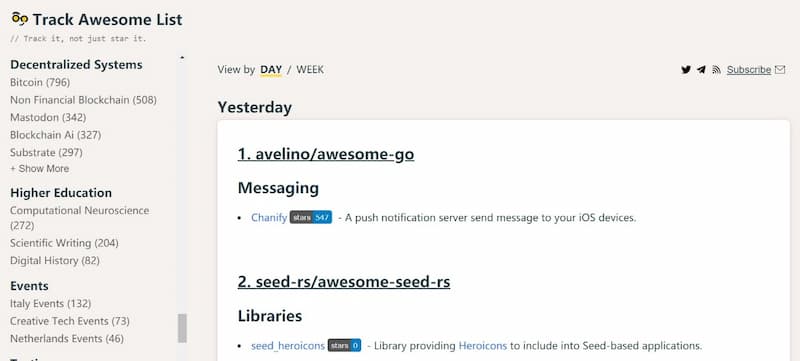 Track Awesome List
// Track it, not just star it.
Decentralized Systems
Bitcoin (796)
Non Financial Blockchain (508)
Mastodon (342)
Blockchain Ai (327)
Substrate (297)
+ Show More
Higher Education
Computational Neuroscience
(272)
Scientific Writing (204)
Digital History (82)
Events
Italy Events (132)
Creative Tech Events (73)
Netherlands Events (46)
View by DAY / WEEK
Subscribe
Yesterday
1. avelino/awesome-go
Messaging
• Chanify stars 547 - A push notification server send message to your iOS devices.
2. seed-rs/awesome-seed-rs
Libraries
• seed_heroicons stars 0 - Library providing Heroicons to include into Seed-based applications.